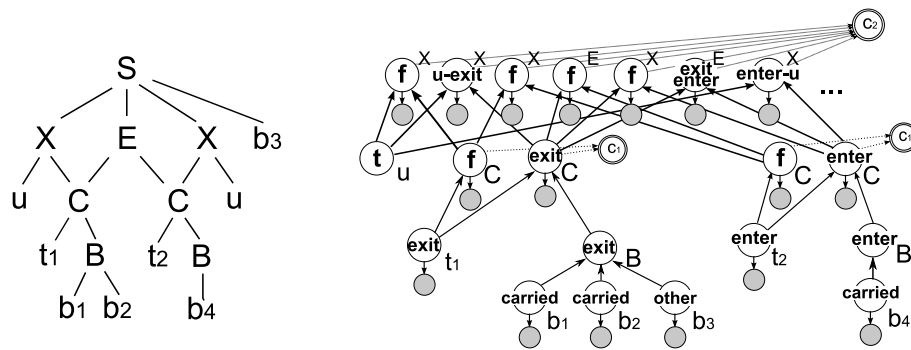 C2
S
X E X b3
u C C u
t1 B t2 B
b1 b2 b4
f X u-exit X f X f E f X exit enter E enter-u X ...
t u f C exit C C1 f C enter C C1
exit t1 exit B enter t2 enter B
carried b1 carried b2 other b3 carried b4